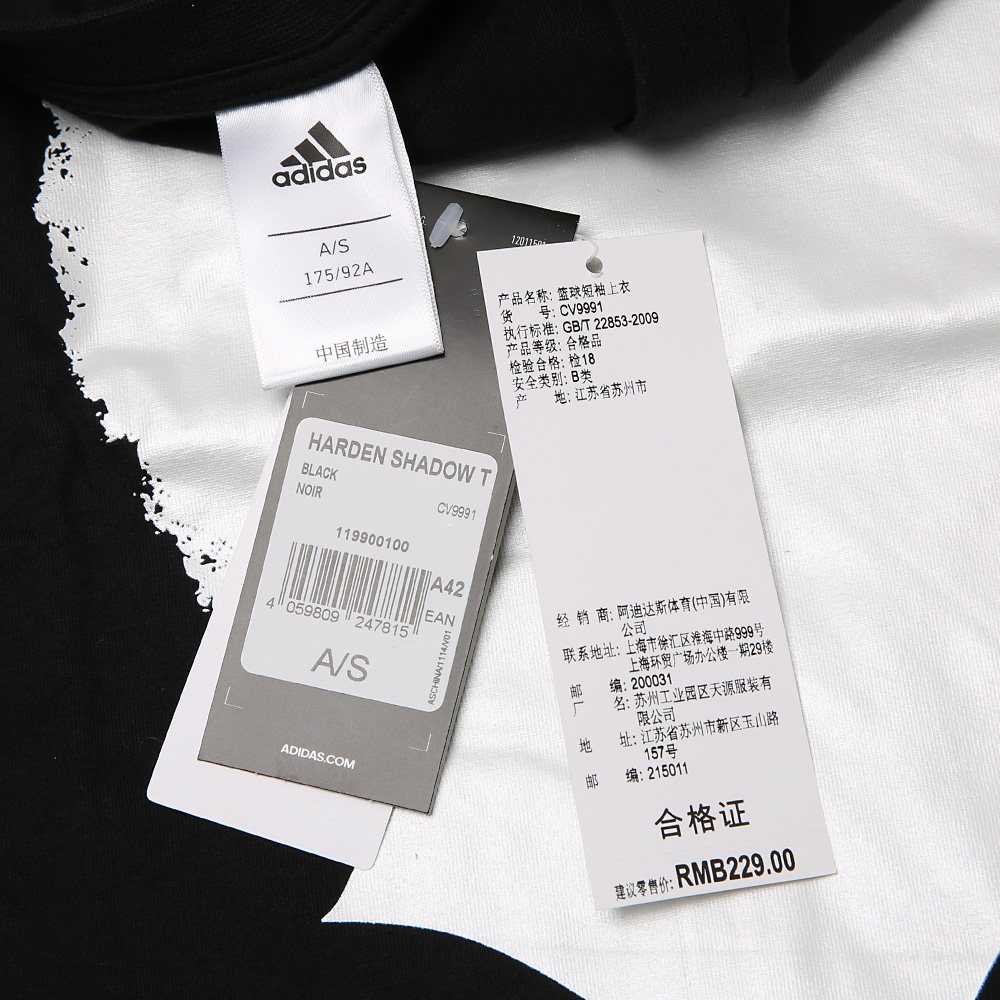 adidas
A/S
175/92A
中国制造
HARDEN SHADOW T
BLACK
NOIR
CV9991
119900100
A42
4 059809 247815
EAN
A/S
ASCHINA/1114/V01
ADIDAS.COM
产品名称: 篮球短袖上衣
货 号: CV9991
执行标准: GB/T 22853-2009
产品等级: 合格品
检验合格: 检18
安全类别: B类
产 地: 江苏省苏州市
经 销 商: 阿迪达斯体育(中国)有限
公司
联系地址: 上海市徐汇区淮海中路999号
上海环贸广场办公楼一期29楼
邮 编: 200031
厂 名: 苏州工业园区天源服装有
限公司
地 址: 江苏省苏州市新区玉山路
157号
邮 编: 215011
合格证
建议零售价: RMB229.00